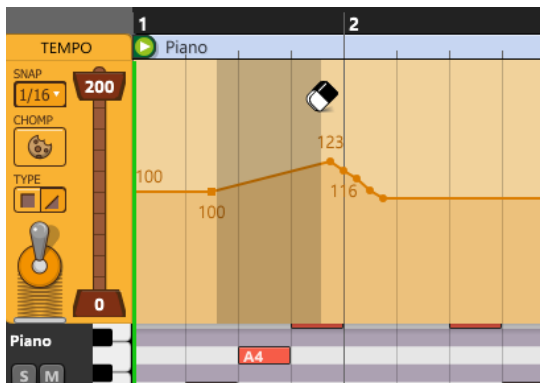 1
2
TEMPO
Piano
SNAP
1/16
200
CHOMP
TYPE
123
100
116
100
0
Piano
A4
S
M